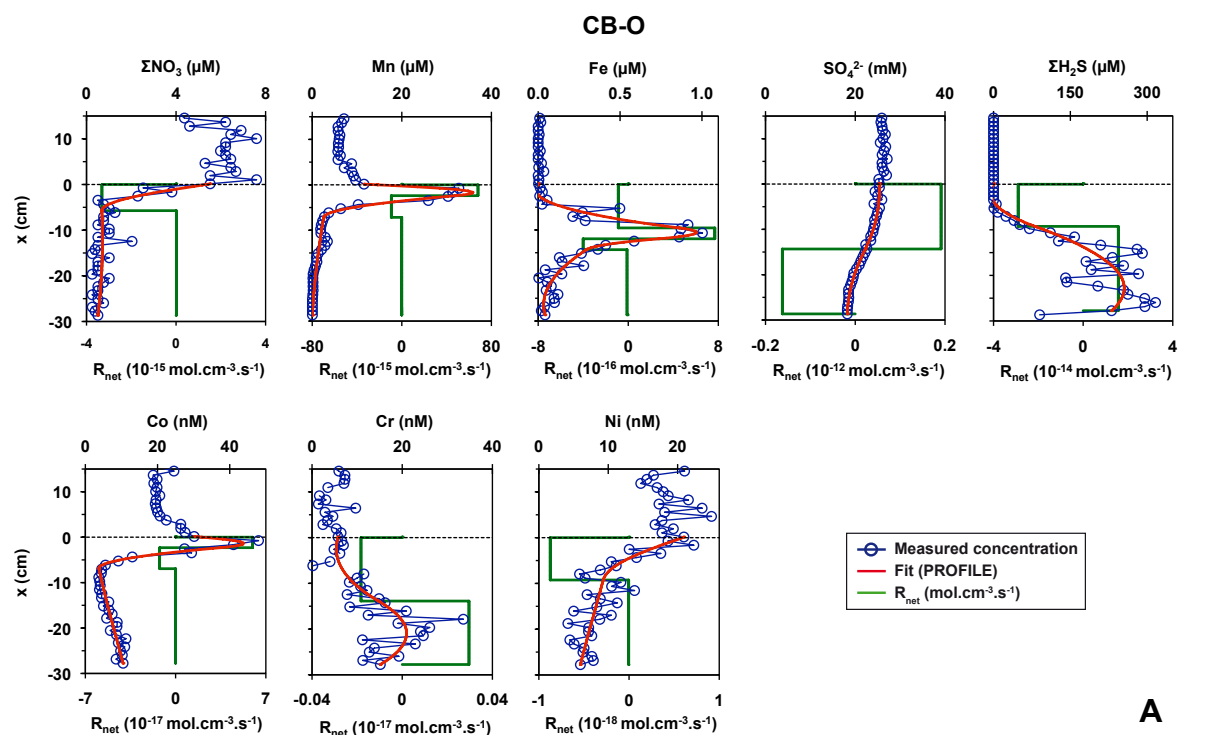 CB-O
ΣNO₃ (µM)
Mn (µM)
Fe (µM)
SO₄²⁻ (mM)
ΣH₂S (µM)
0 4 8
0 20 40
0.0 0.5 1.0
0 20 40
0 150 300
x (cm)
10
0
-10
-20
-30
-4 0 4
-80 0 80
-8 0 8
-0.2 0 0.2
-4 0 4
Rnet (10⁻¹⁵ mol.cm⁻³.s⁻¹)
Rnet (10⁻¹⁵ mol.cm⁻³.s⁻¹)
Rnet (10⁻¹⁶ mol.cm⁻³.s⁻¹)
Rnet (10⁻¹² mol.cm⁻³.s⁻¹)
Rnet (10⁻¹⁴ mol.cm⁻³.s⁻¹)
Co (nM)
Cr (nM)
Ni (nM)
0 20 40
0 20 40
0 10 20
x (cm)
10
0
-10
-20
-30
-7 0 7
-0.04 0 0.04
-1 0 1
Rnet (10⁻¹⁷ mol.cm⁻³.s⁻¹)
Rnet (10⁻¹⁷ mol.cm⁻³.s⁻¹)
Rnet (10⁻¹⁸ mol.cm⁻³.s⁻¹)
Measured concentration
Fit (PROFILE)
Rnet (mol.cm⁻³.s⁻¹)
A